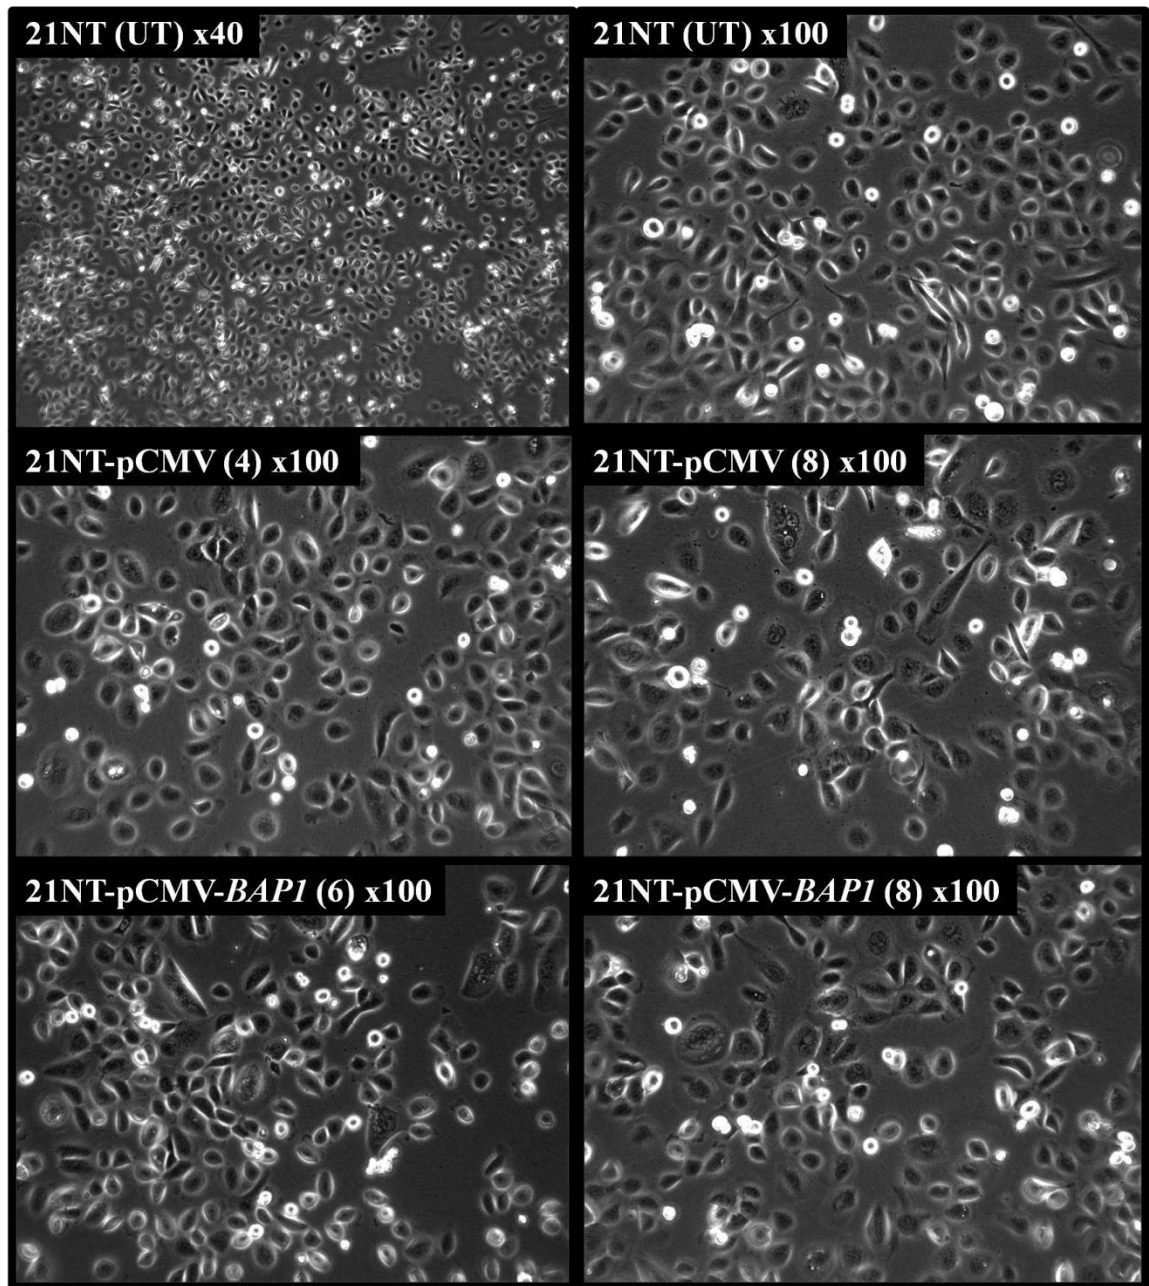 21NT (UT) x40
21NT (UT) x100
21NT-pCMV (4) x100
21NT-pCMV (8) x100
21NT-pCMV-BAP1 (6) x100
21NT-pCMV-BAP1 (8) x100